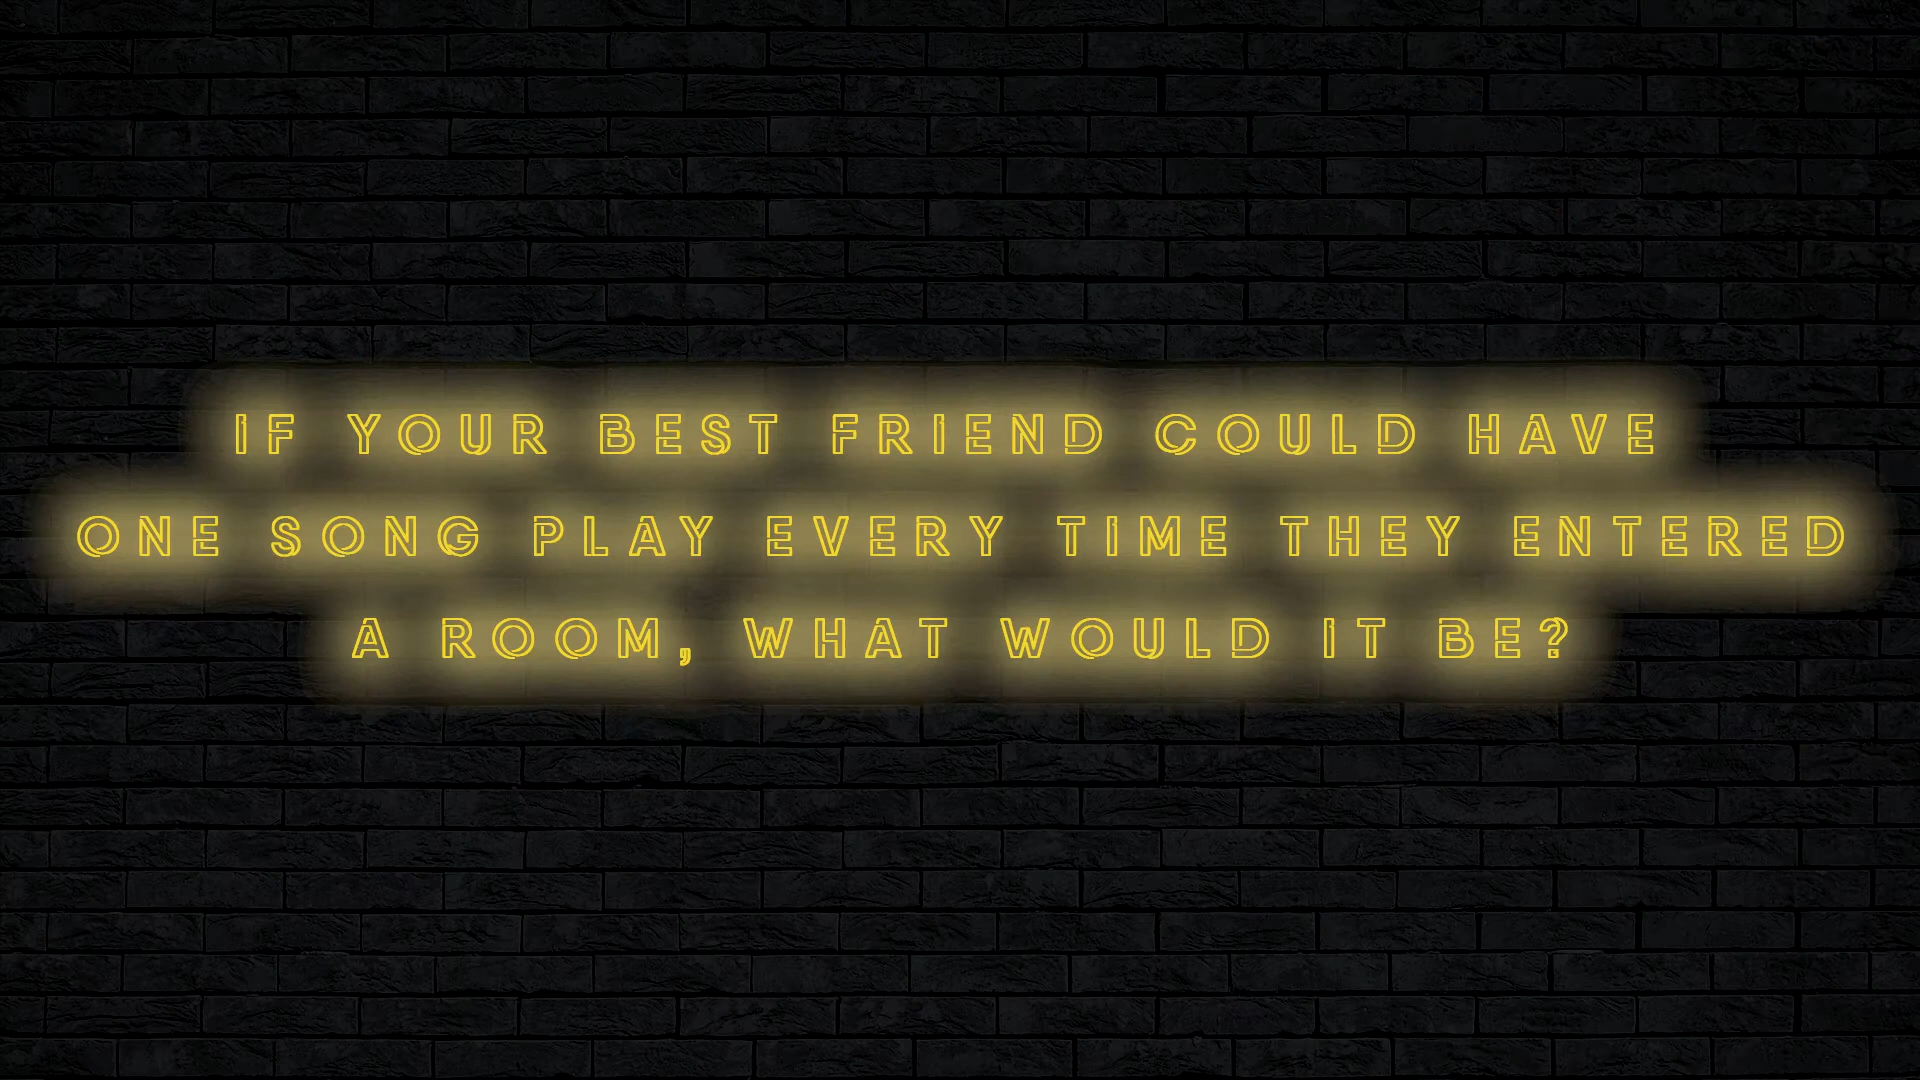 IF YOUR BEST FRIEND COULD HAVE
ONE SONG PLAY EVERY TIME THEY ENTERED
A ROOM, WHAT WOULD IT BE?